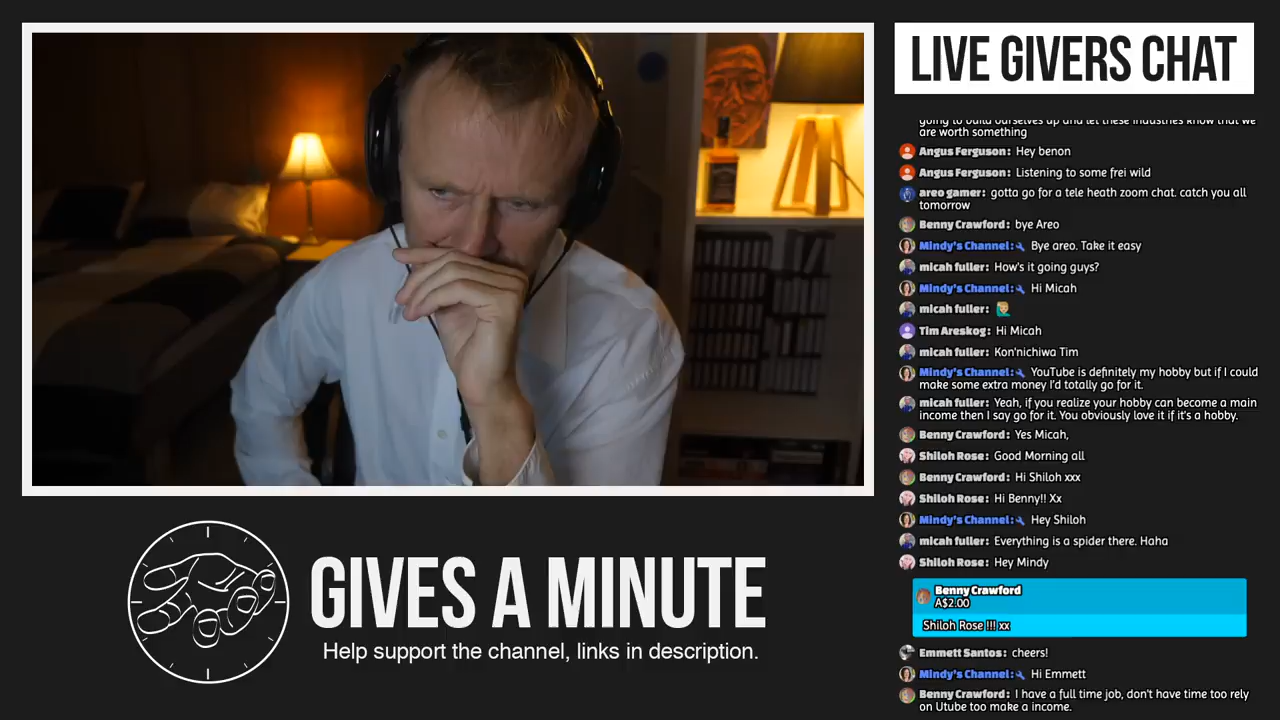 LIVE GIVERS CHAT
going to build ourselves up and let these industries know that we
are worth something
Angus Ferguson: Hey benon
Angus Ferguson: Listening to some frei wild
areo gamer: gotta go for a tele heath zoom chat. catch you all
tomorrow
Benny Crawford: bye Areo
Mindy's Channel: Bye areo. Take it easy
micah fuller: How's it going guys?
Mindy's Channel: Hi Micah
micah fuller: 🙋🏼‍♂️
Tim Areskog: Hi Micah
micah fuller: Kon'nichiwa Tim
Mindy's Channel: YouTube is definitely my hobby but if I could
make some extra money I'd totally go for it.
micah fuller: Yeah, if you realize your hobby can become a main
income then I say go for it. You obviously love it if it's a hobby.
Benny Crawford: Yes Micah,
Shiloh Rose: Good Morning all
Benny Crawford: Hi Shiloh xxx
Shiloh Rose: Hi Benny!! Xx
Mindy's Channel: Hey Shiloh
micah fuller: Everything is a spider there. Haha
Shiloh Rose: Hey Mindy
Benny Crawford
A$2.00
Shiloh Rose !!! xx
Emmett Santos: cheers!
Mindy's Channel: Hi Emmett
Benny Crawford: I have a full time job, don't have time too rely
on Utube too make a income.
GIVES A MINUTE
Help support the channel, links in description.